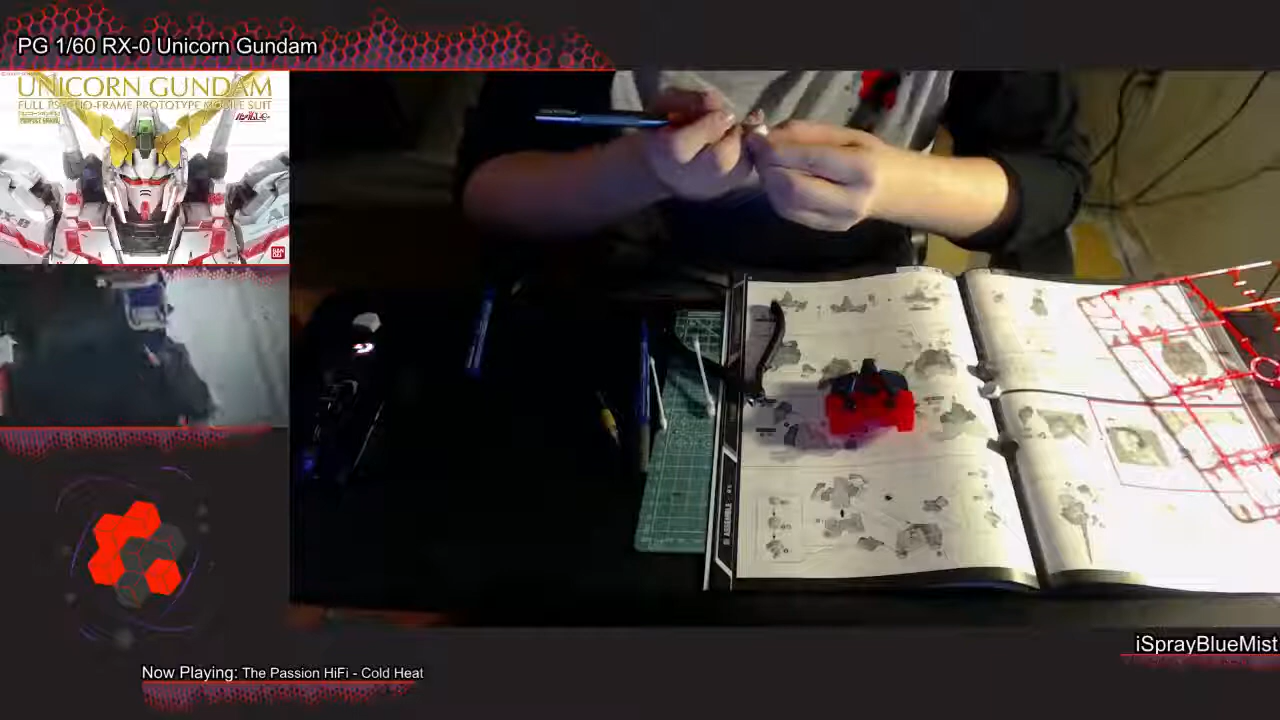 PG 1/60 RX-0 Unicorn Gundam
UNICORN GUNDAM
FULL PSYCHO-FRAME PROTOTYPE MOBILE SUIT
iSprayBlueMist
Now Playing: The Passion HiFi - Cold Heat